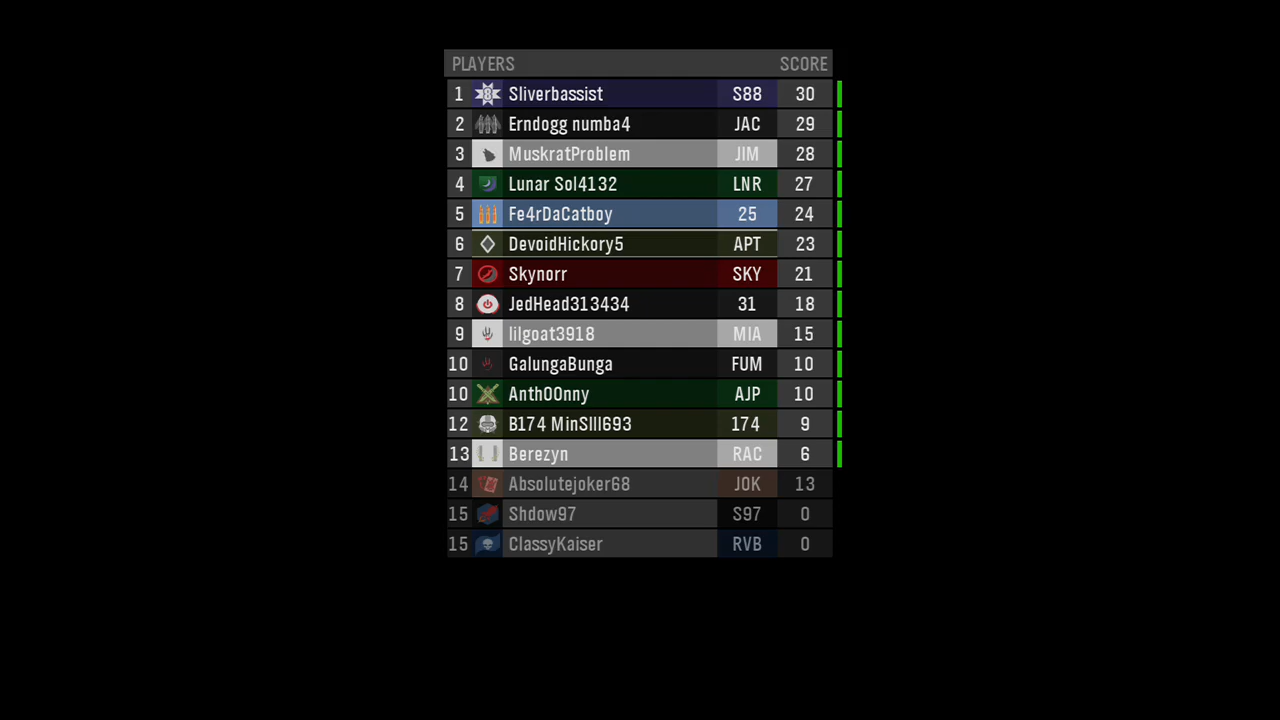 PLAYERS SCORE
1 Sliverbassist S88 30
2 Erndogg numba4 JAC 29
3 MuskratProblem JIM 28
4 Lunar Sol4132 LNR 27
5 Fe4rDaCatboy 25 24
6 DevoidHickory5 APT 23
7 Skynorr SKY 21
8 JedHead313434 31 18
9 lilgoat3918 MIA 15
10 GalungaBunga FUM 10
10 Anth00nny AJP 10
12 B174 MinSIII693 174 9
13 Berezyn RAC 6
14 Absolutejoker68 JOK 13
15 Shdow97 S97 0
15 ClassyKaiser RVB 0